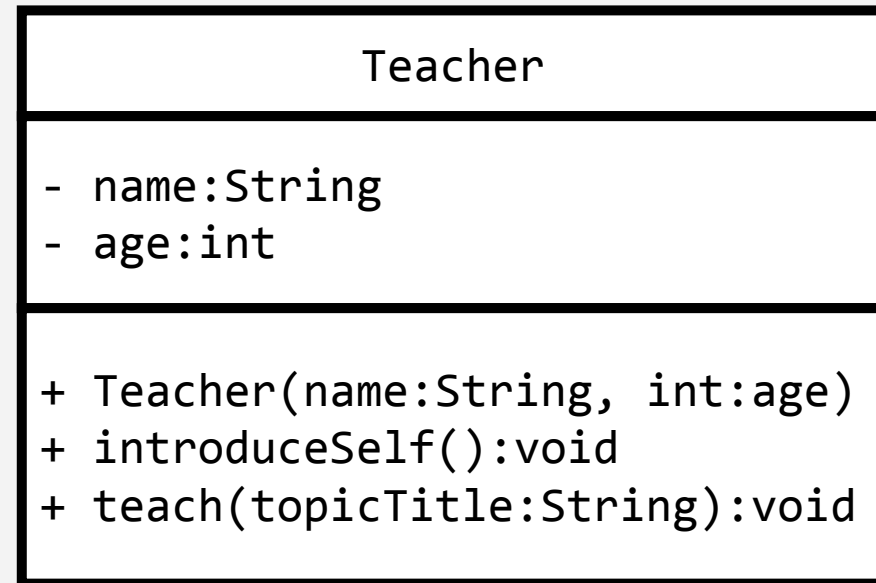 Teacher
- name:String
- age:int
+ Teacher(name:String, int:age)
+ introduceSelf():void
+ teach(topicTitle:String):void